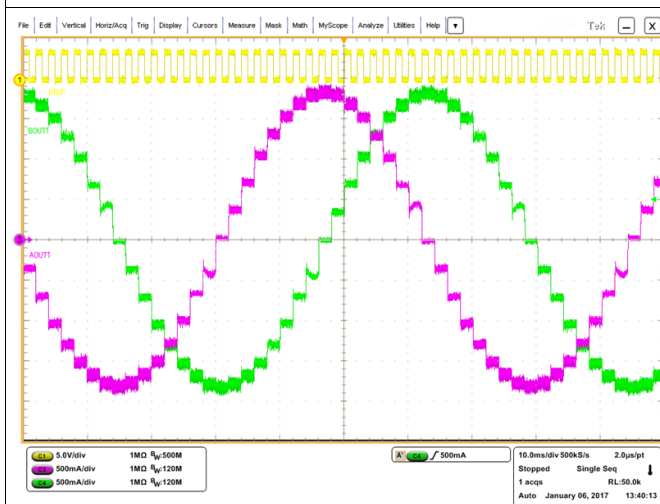 File Edit Vertical Horiz/Acq Trig Display Cursors Measure Mask Math MyScope Analyze Utilities Help Tek X
1
STEP
BOUT1
3
AOUT1
C1 5.0V/div 1MΩ BW:500M
C3 500mA/div 1MΩ BW:120M
C4 500mA/div 1MΩ BW:120M
A' C4 500mA
10.0ms/div 500kS/s 2.0µs/pt
Stopped Single Seq
1 acqs RL:50.0k
Auto January 06, 2017 13:40:13